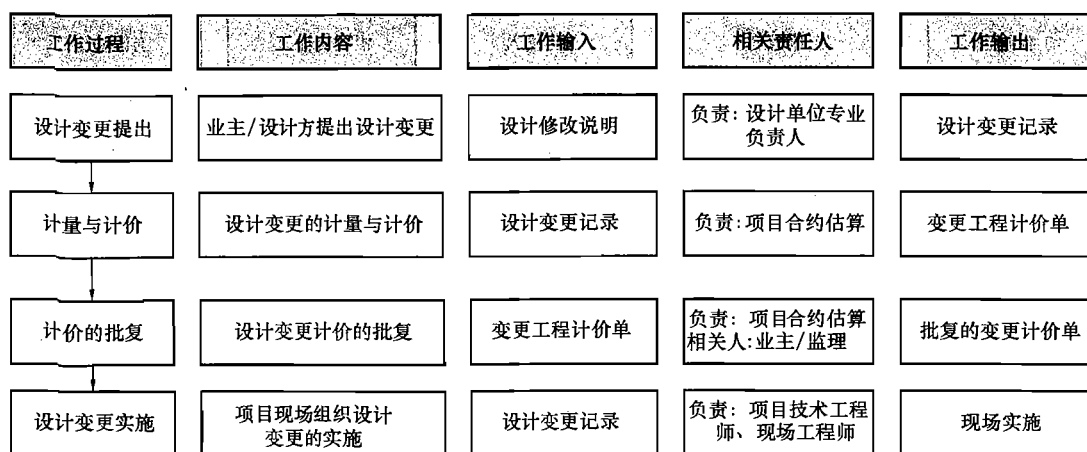 工作过程
工作内容
工作输入
相关责任人
工作输出
设计变更提出
业主/设计方提出设计变更
设计修改说明
负责:设计单位专业
负责人
设计变更记录
计量与计价
设计变更的计量与计价
设计变更记录
负责:项目合约估算
变更工程计价单
计价的批复
设计变更计价的批复
变更工程计价单
负责:项目合约估算
相关人:业主/监理
批复的变更计价单
设计变更实施
项目现场组织设计
变更的实施
设计变更记录
负责:项目技术工程
师、现场工程师
现场实施